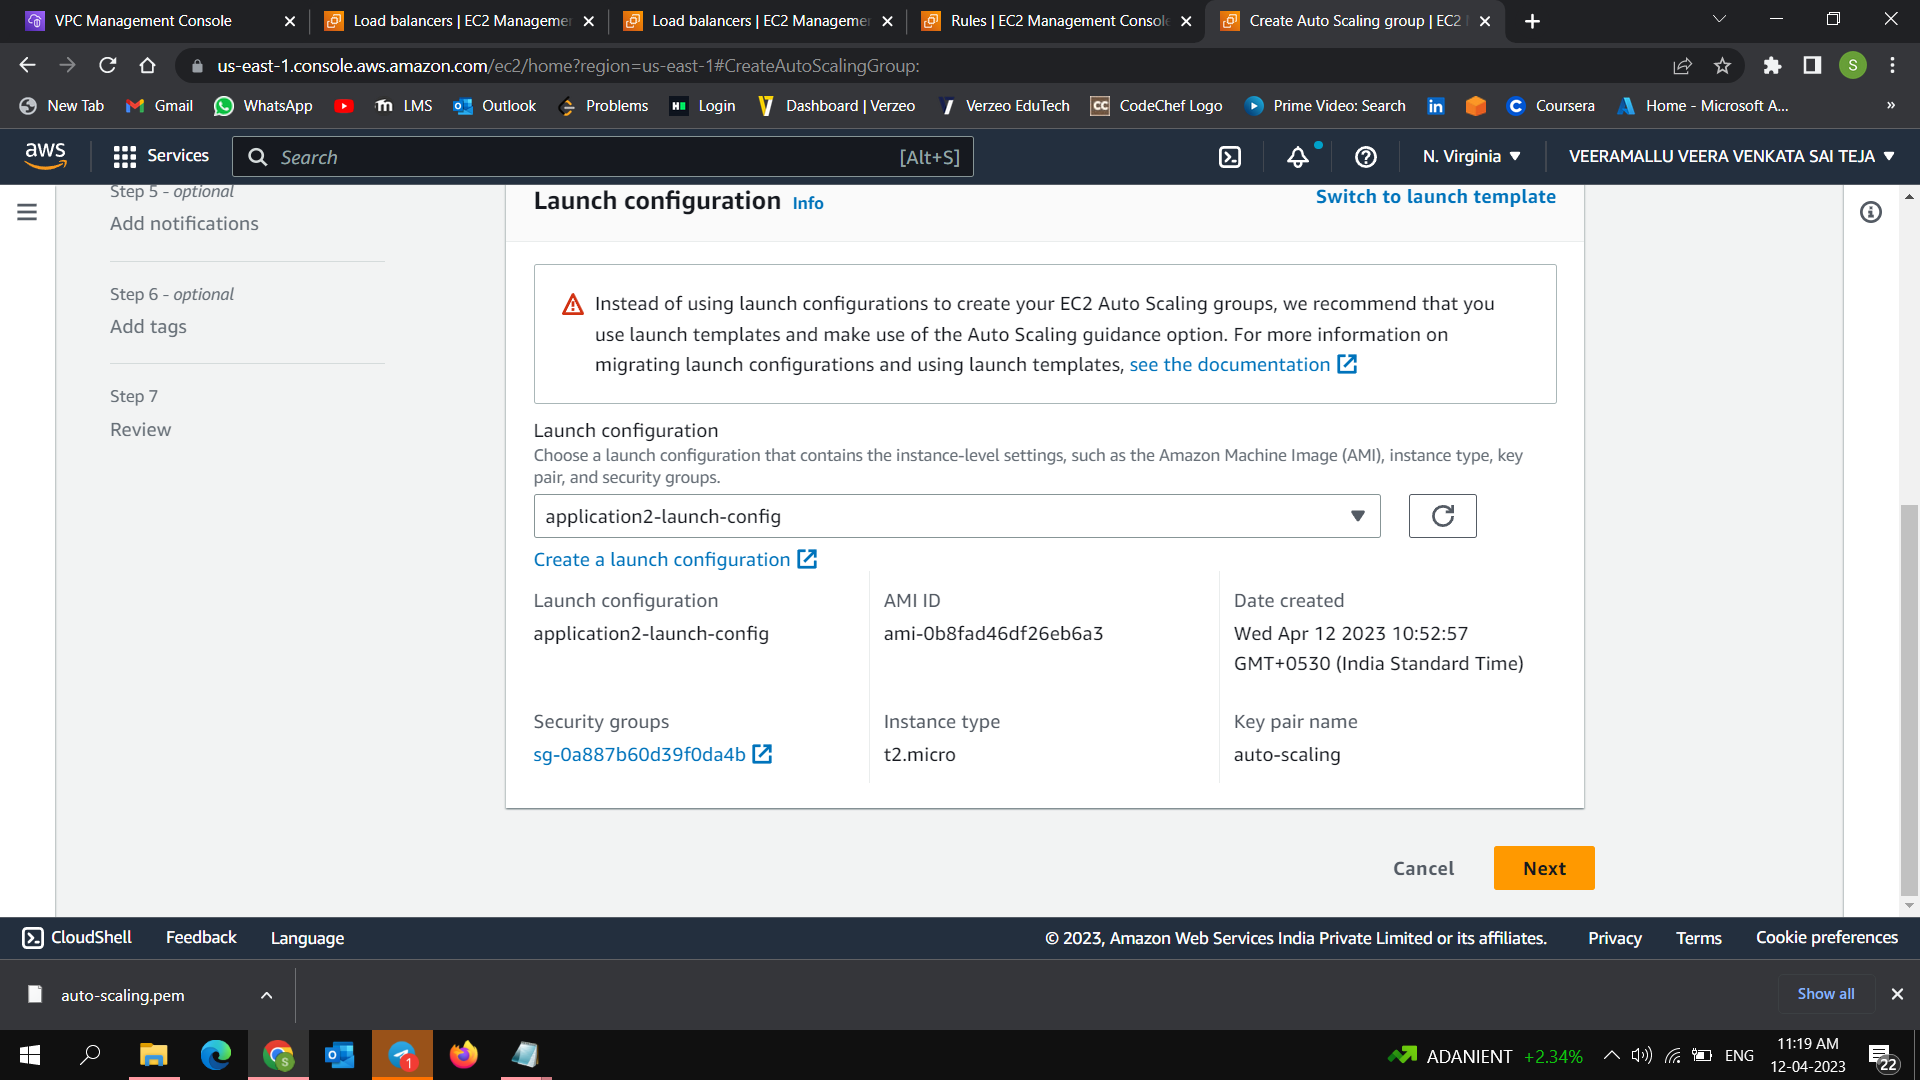 VPC Management Console
Load balancers | EC2 Manageme
Load balancers | EC2 Manageme
Rules | EC2 Management Console
Create Auto Scaling group | EC2
us-east-1.console.aws.amazon.com/ec2/home?region=us-east-1#CreateAutoScalingGroup:
S
New Tab
Gmail
WhatsApp
LMS
Outlook
Problems
Login
Dashboard | Verzeo
Verzeo EduTech
CodeChef Logo
Prime Video: Search
Coursera
Home - Microsoft A...
»
aws
Services
Search
[Alt+S]
N. Virginia
VEERAMALLU VEERA VENKATA SAI TEJA
Step 5 - optional
Add notifications
Step 6 - optional
Add tags
Step 7
Review
Launch configuration Info
Switch to launch template
Instead of using launch configurations to create your EC2 Auto Scaling groups, we recommend that you
use launch templates and make use of the Auto Scaling guidance option. For more information on
migrating launch configurations and using launch templates, see the documentation
Launch configuration
Choose a launch configuration that contains the instance-level settings, such as the Amazon Machine Image (AMI), instance type, key
pair, and security groups.
application2-launch-config
Create a launch configuration
Launch configuration
application2-launch-config
AMI ID
ami-0b8fad46df26eb6a3
Date created
Wed Apr 12 2023 10:52:57
GMT+0530 (India Standard Time)
Security groups
sg-0a887b60d39f0da4b
Instance type
t2.micro
Key pair name
auto-scaling
Cancel
Next
CloudShell
Feedback
Language
© 2023, Amazon Web Services India Private Limited or its affiliates.
Privacy
Terms
Cookie preferences
auto-scaling.pem
Show all
ADANIENT +2.34%
ENG
11:19 AM
12-04-2023
22